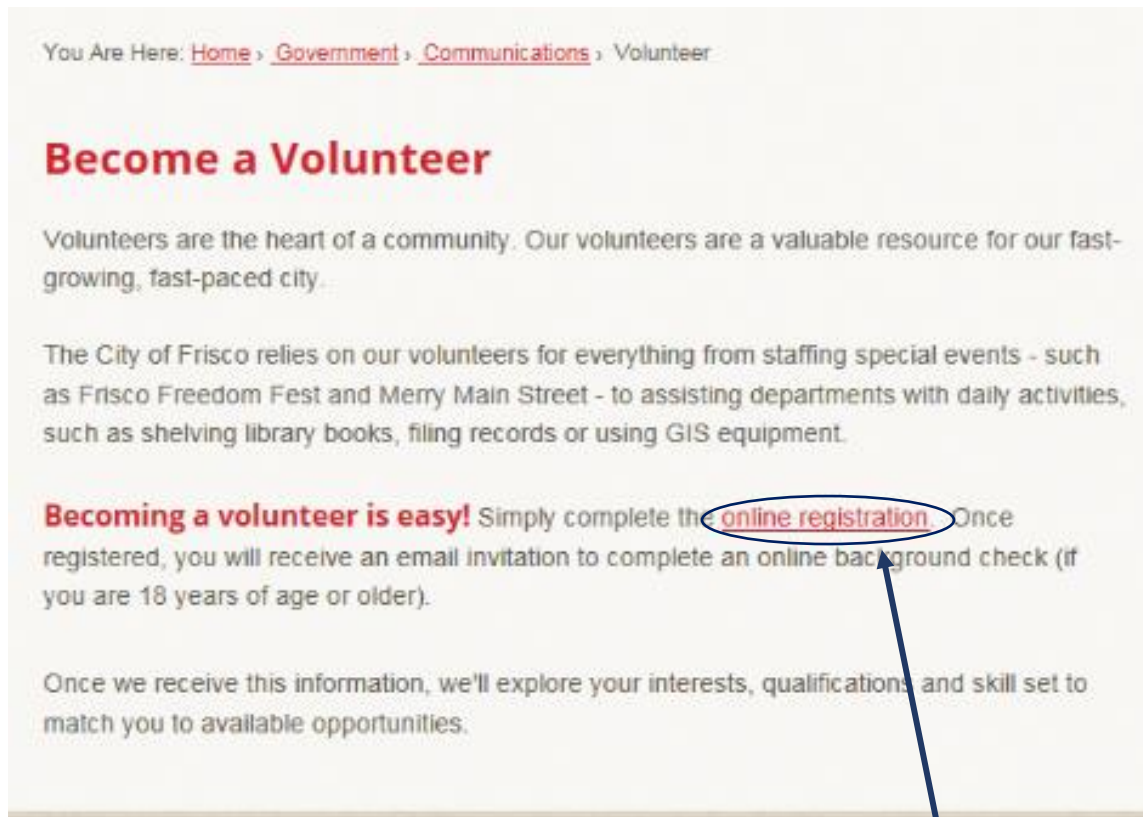 You Are Here: Home › Government › Communications › Volunteer
Become a Volunteer
Volunteers are the heart of a community. Our volunteers are a valuable resource for our fast-
growing, fast-paced city.
The City of Frisco relies on our volunteers for everything from staffing special events - such
as Frisco Freedom Fest and Merry Main Street - to assisting departments with daily activities,
such as shelving library books, filing records or using GIS equipment.
Becoming a volunteer is easy! Simply complete the online registration. Once
registered, you will receive an email invitation to complete an online background check (if
you are 18 years of age or older).
Once we receive this information, we'll explore your interests, qualifications and skill set to
match you to available opportunities.